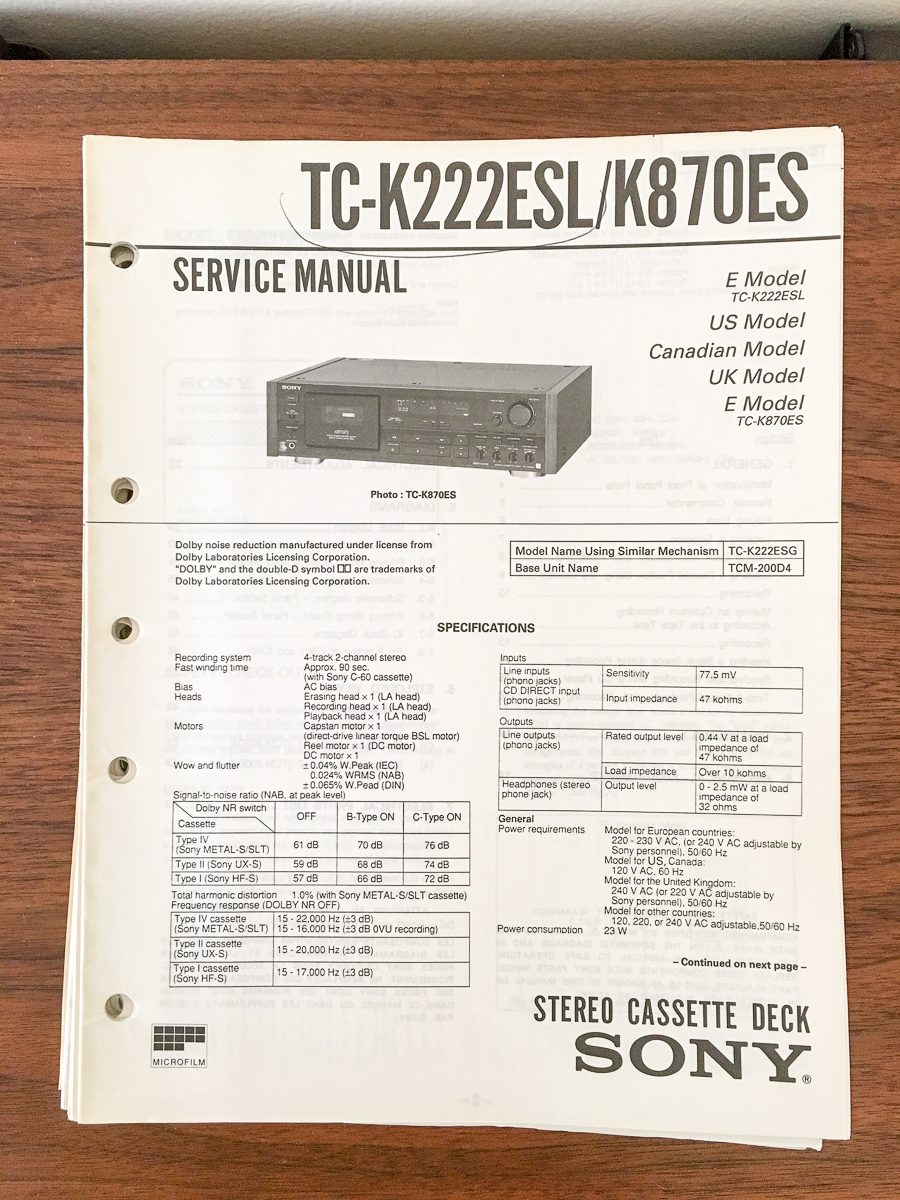 TC-K222ESL/K870ES
SERVICE MANUAL
E Model
TC-K222ESL
US Model
Canadian Model
UK Model
E Model
TC-K870ES
SONY
Photo : TC-K870ES
Dolby noise reduction manufactured under license from
Dolby Laboratories Licensing Corporation.
"DOLBY" and the double-D symbol are trademarks of
Dolby Laboratories Licensing Corporation.
Model Name Using Similar Mechanism TC-K222ESG
Base Unit Name TCM-200D4
SPECIFICATIONS
Recording system 4-track 2-channel stereo
Fast winding time Approx. 90 sec.
(with Sony C-60 cassette)
Bias AC bias
Heads Erasing head × 1 (LA head)
Recording head × 1 (LA head)
Playback head × 1 (LA head)
Motors Capstan motor × 1
(direct-drive linear torque BSL motor)
Reel motor × 1 (DC motor)
DC motor × 1
Wow and flutter ±0.04% W.Peak (IEC)
0.024% WRMS (NAB)
±0.065% W.Pead (DIN)
Signal-to-noise ratio (NAB, at peak level)
Dolby NR switch
Cassette
OFF B-Type ON C-Type ON
Type IV
(Sony METAL-S/SLT) 61 dB 70 dB 76 dB
Type II (Sony UX-S) 59 dB 68 dB 74 dB
Type I (Sony HF-S) 57 dB 66 dB 72 dB
Total harmonic distortion 1.0% (with Sony METAL-S/SLT cassette)
Frequency response (DOLBY NR OFF)
Type IV cassette 15 - 22,000 Hz (±3 dB)
(Sony METAL-S/SLT) 15 - 16,000 Hz (±3 dB 0VU recording)
Type II cassette
(Sony UX-S) 15 - 20,000 Hz (±3 dB)
Type I cassette
(Sony HF-S) 15 - 17,000 Hz (±3 dB)
MICROFILM
Inputs
Line inputs
(phono jacks) Sensitivity 77.5 mV
CD DIRECT input
(phono jacks) Input impedance 47 kohms
Outputs
Line outputs
(phono jacks) Rated output level 0.44 V at a load
impedance of
47 kohms
Load impedance Over 10 kohms
Headphones (stereo
phone jack) Output level 0 - 2.5 mW at a load
impedance of
32 ohms
General
Power requirements Model for European countries:
220 - 230 V AC, (or 240 V AC adjustable by
Sony personnel), 50/60 Hz
Model for US, Canada:
120 V AC, 60 Hz
Model for the United Kingdom:
240 V AC (or 220 V AC adjustable by
Sony personnel), 50/60 Hz
Model for other countries:
120, 220, or 240 V AC adjustable,50/60 Hz
Power consumption 23 W
– Continued on next page –
STEREO CASSETTE DECK
SONY®